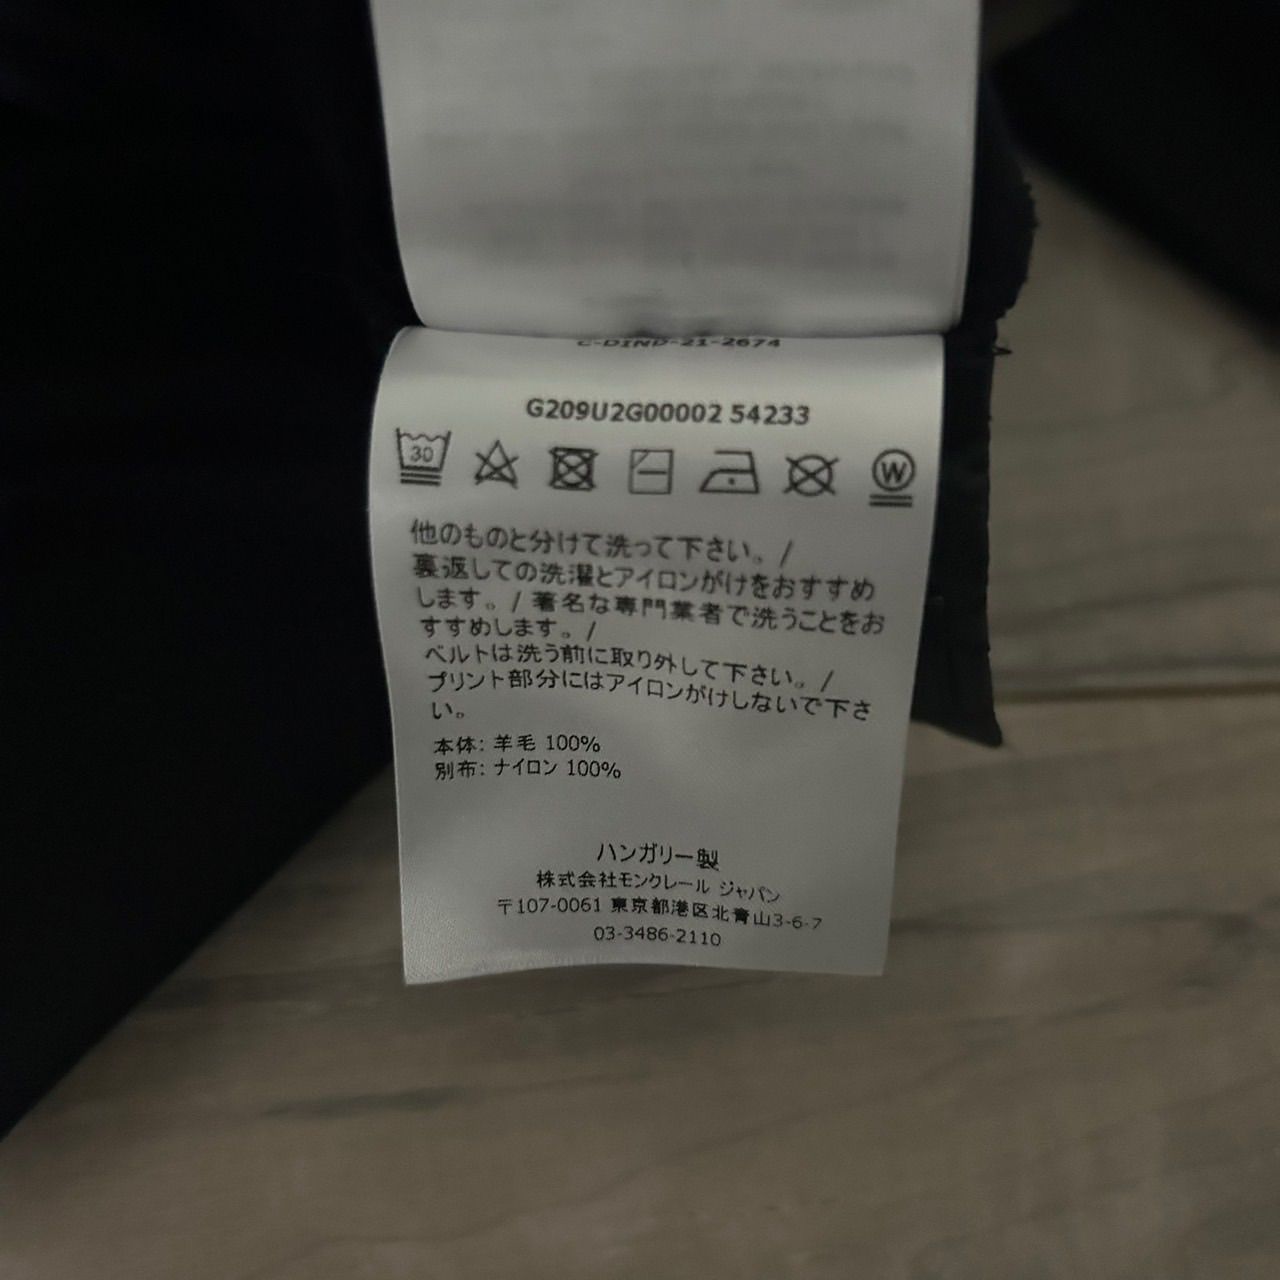 C-DIND-21-2674
G209U2G00002 54233
30
W
他のものと分けて洗って下さい。/
裏返しての洗濯とアイロンがけをおすすめ
します。/ 著名な専門業者で洗うことをお
すすめします。/
ベルトは洗う前に取り外して下さい。/
プリント部分にはアイロンがけしないで下さ
い。
本体: 羊毛 100%
別布: ナイロン 100%
ハンガリー製
株式会社モンクレール ジャパン
〒107-0061 東京都港区北青山3-6-7
03-3486-2110